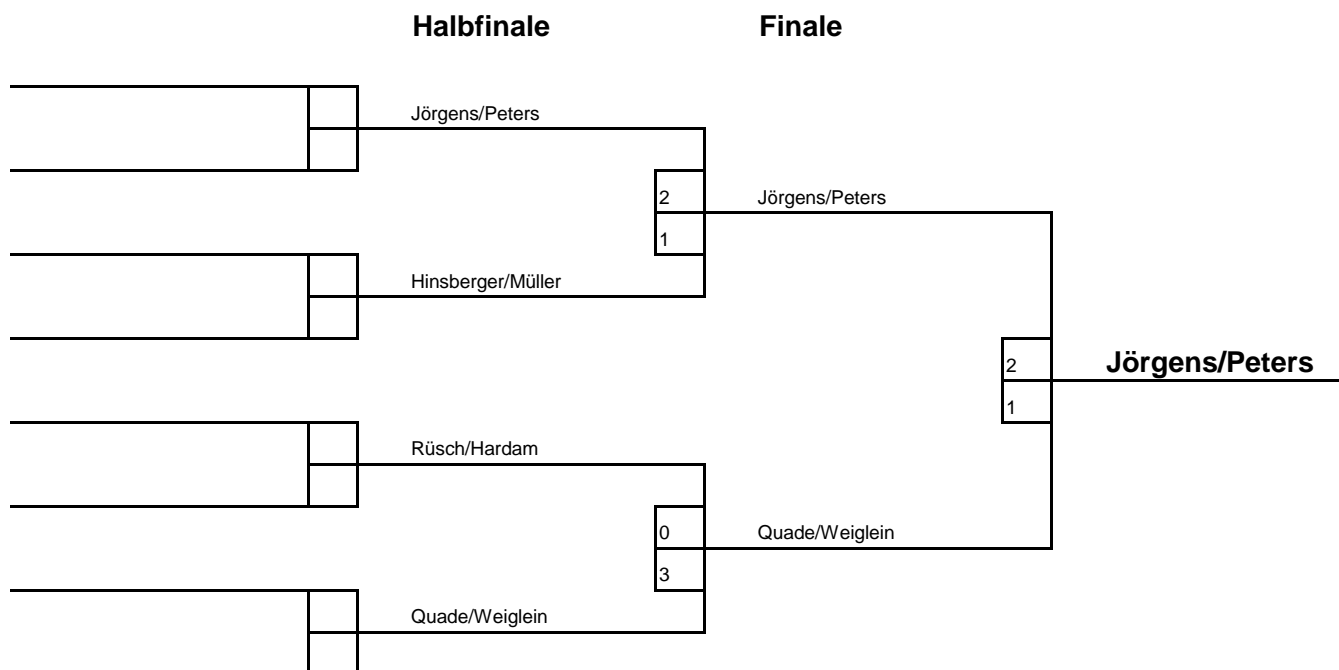 Halbfinale Finale
Jörgens/Peters
2 Jörgens/Peters
1
Hinsberger/Müller
2 Jörgens/Peters
1
Rüsch/Hardam
0 Quade/Weiglein
3
Quade/Weiglein